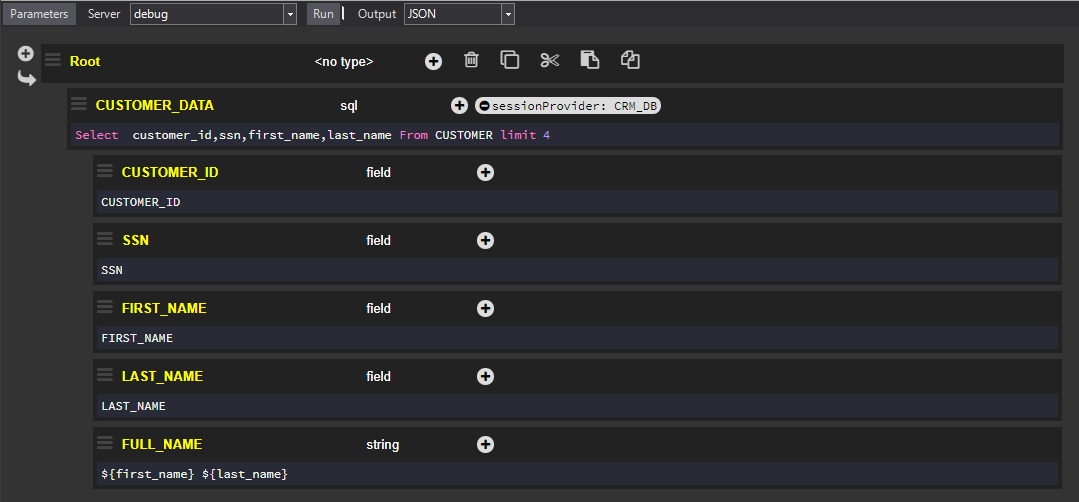 Parameters Server debug Run Output JSON
Root <no type>
CUSTOMER_DATA sql sessionProvider: CRM_DB
Select  customer_id,ssn,first_name,last_name From CUSTOMER limit 4
CUSTOMER_ID field
CUSTOMER_ID
SSN field
SSN
FIRST_NAME field
FIRST_NAME
LAST_NAME field
LAST_NAME
FULL_NAME string
${first_name} ${last_name}